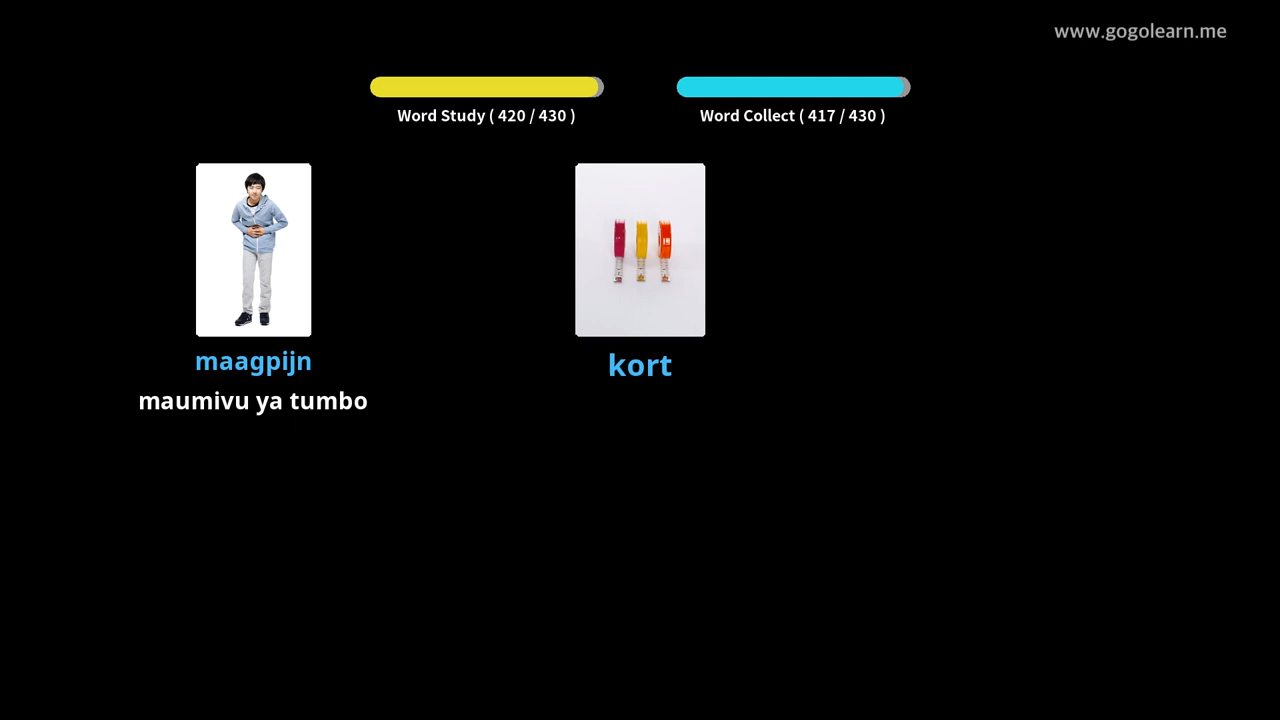 www.gogolearn.me
Word Study ( 420 / 430 )
Word Collect ( 417 / 430 )
maagpijn
kort
maumivu ya tumbo